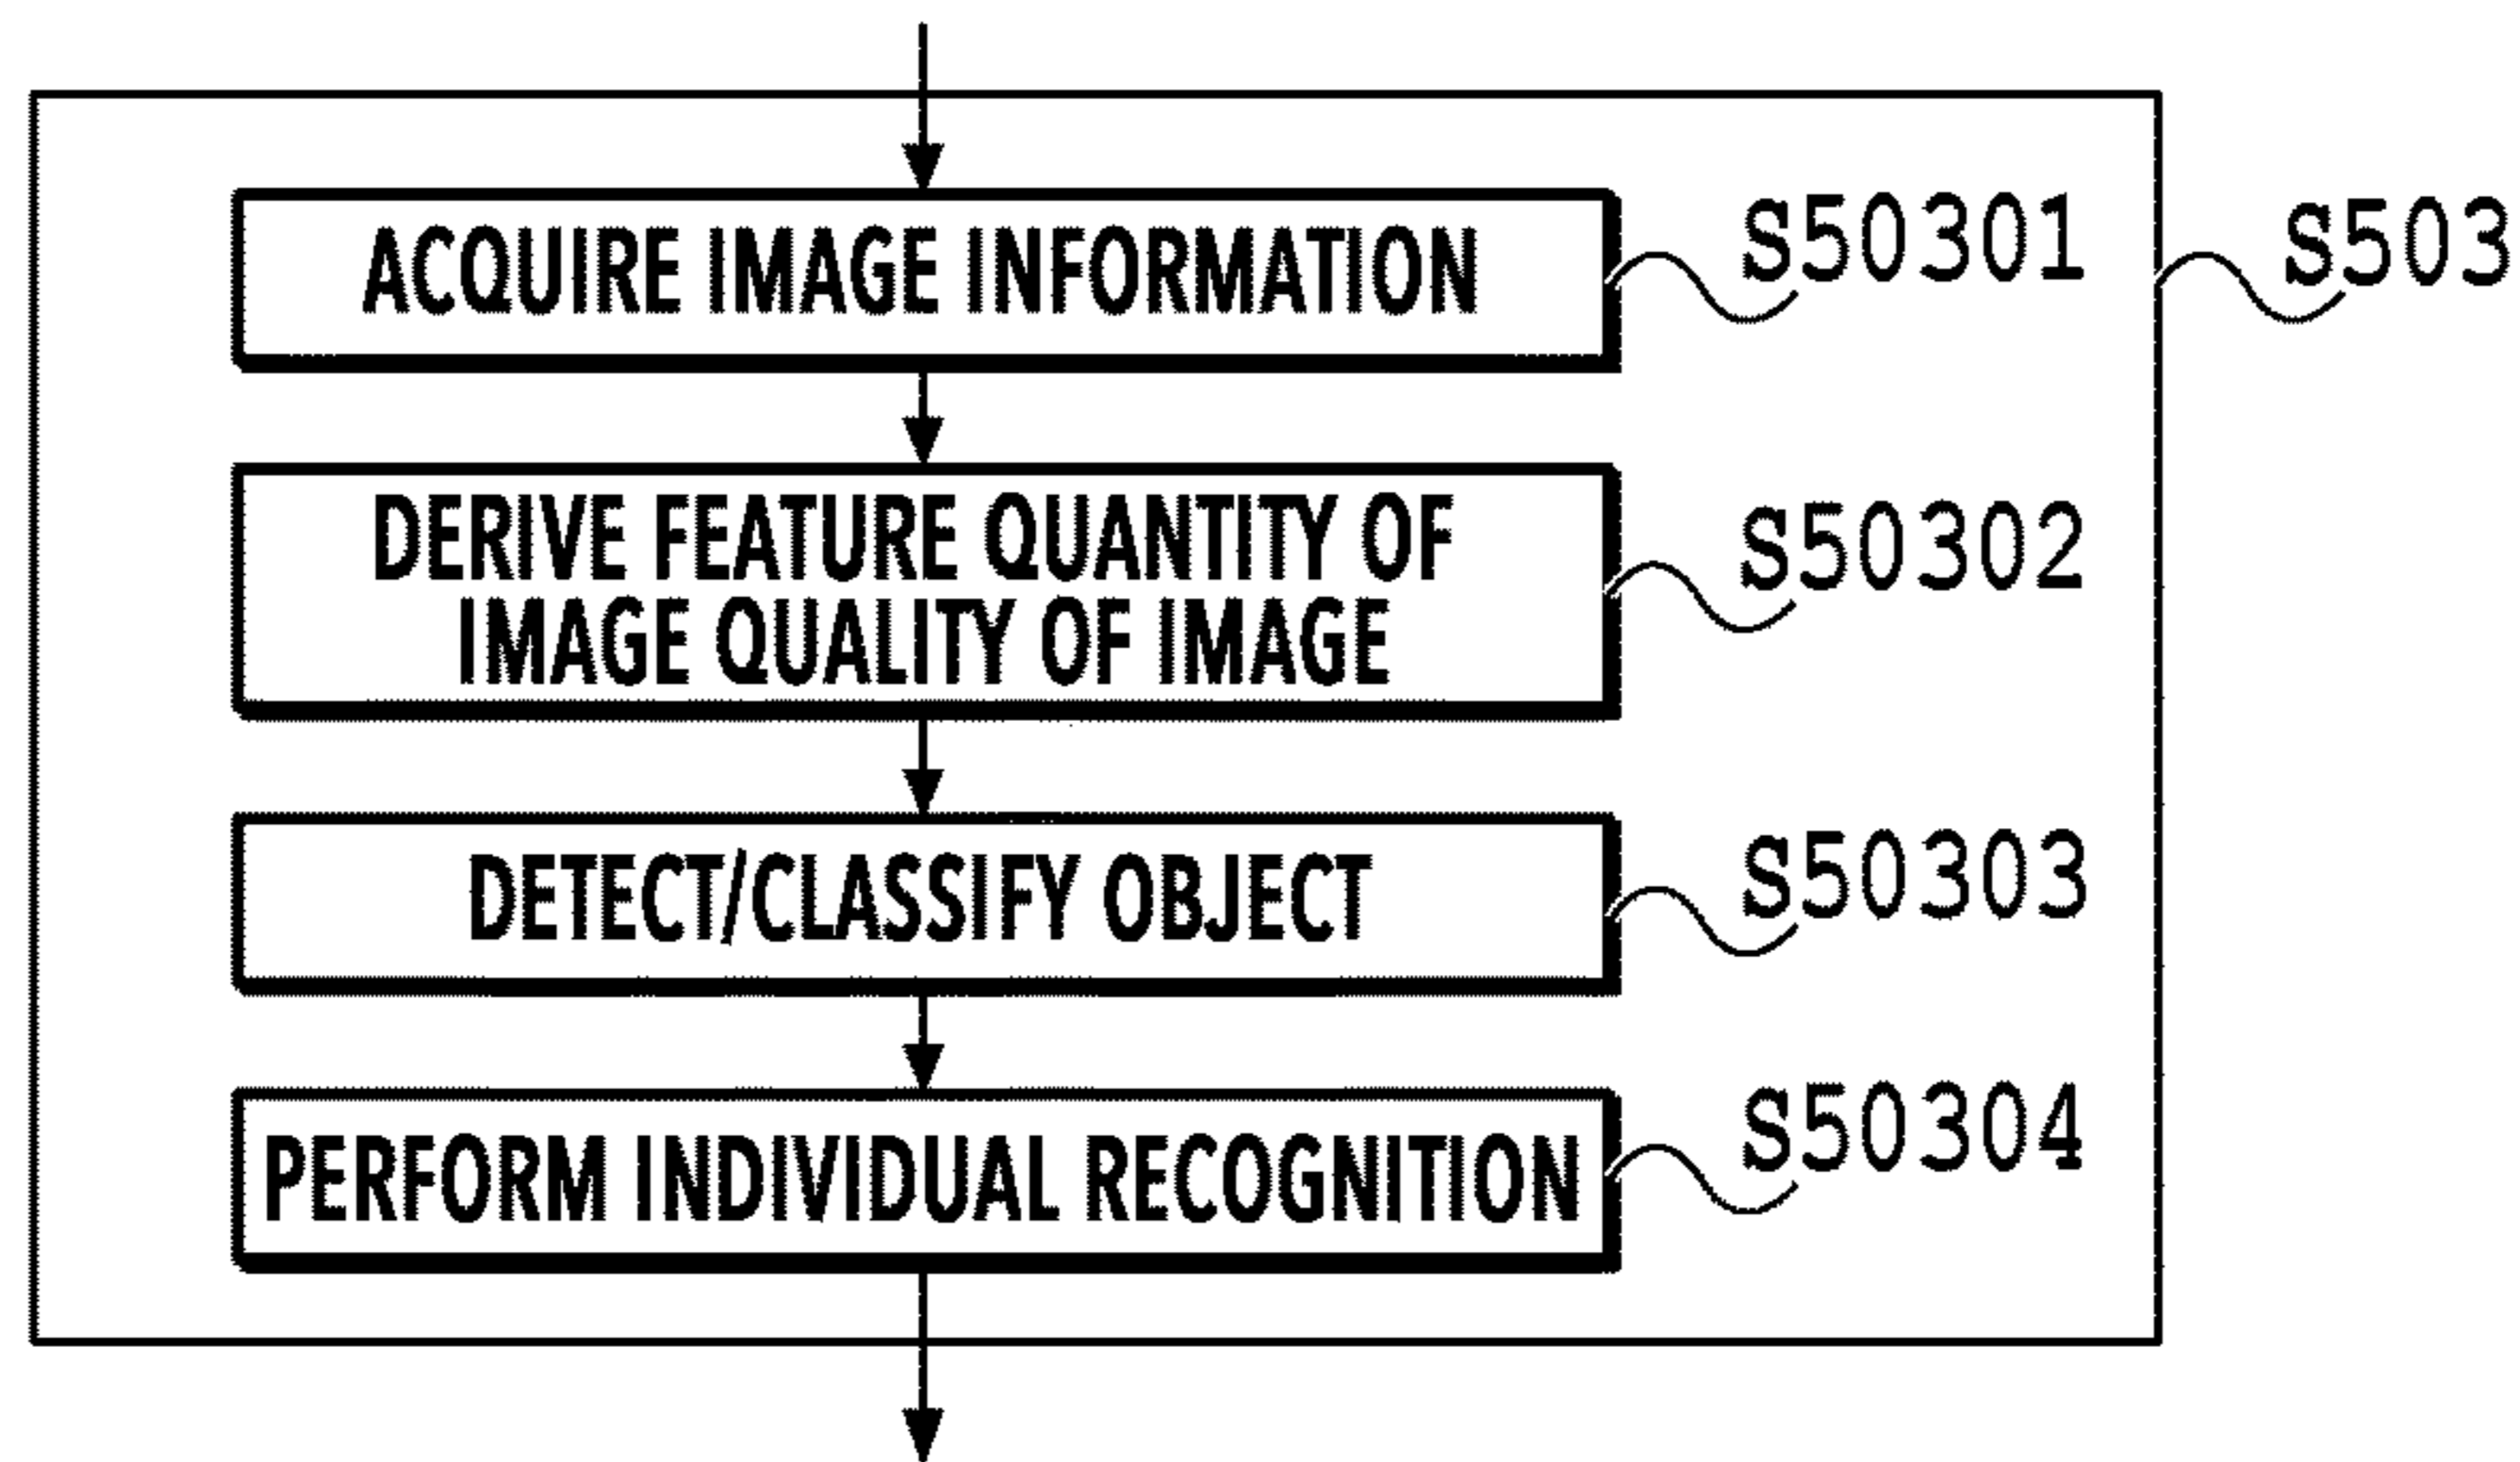 ACQUIRE IMAGE INFORMATION
S50301
S503
DERIVE FEATURE QUANTITY OF
IMAGE QUALITY OF IMAGE
S50302
DETECT/CLASSIFY OBJECT
S50303
PERFORM INDIVIDUAL RECOGNITION
S50304